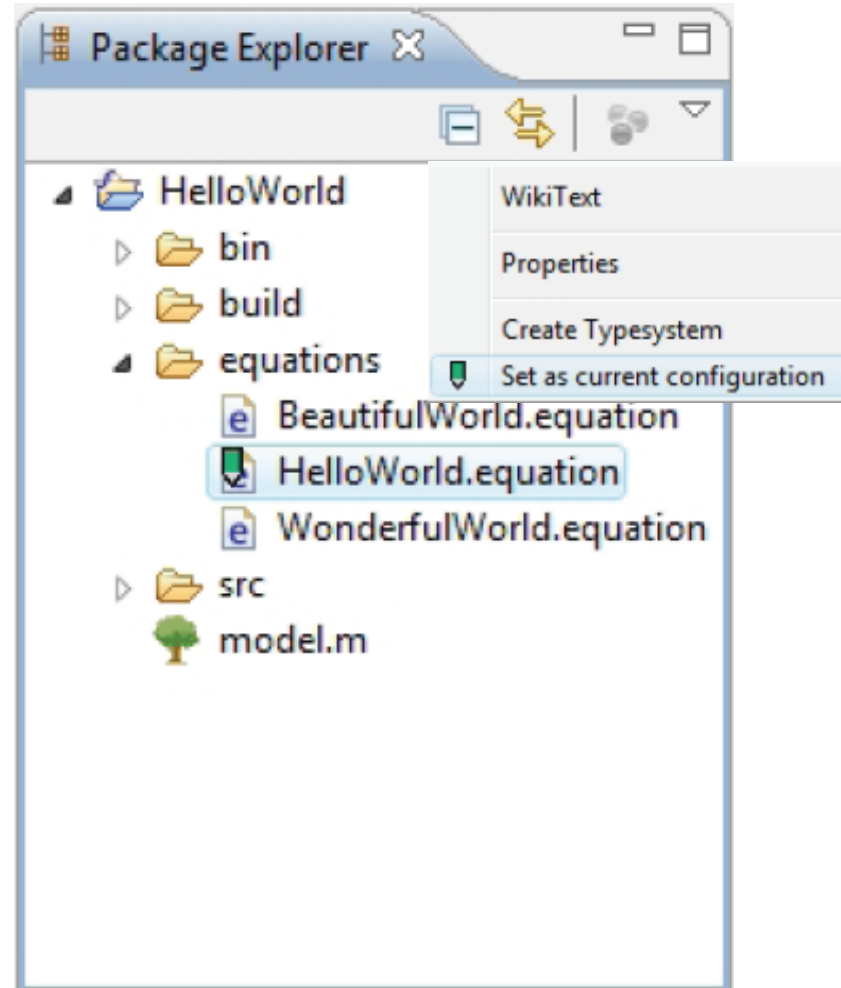 Package Explorer
HelloWorld
WikiText
bin
Properties
build
Create Typesystem
equations
Set as current configuration
BeautifulWorld.equation
HelloWorld.equation
WonderfulWorld.equation
src
model.m